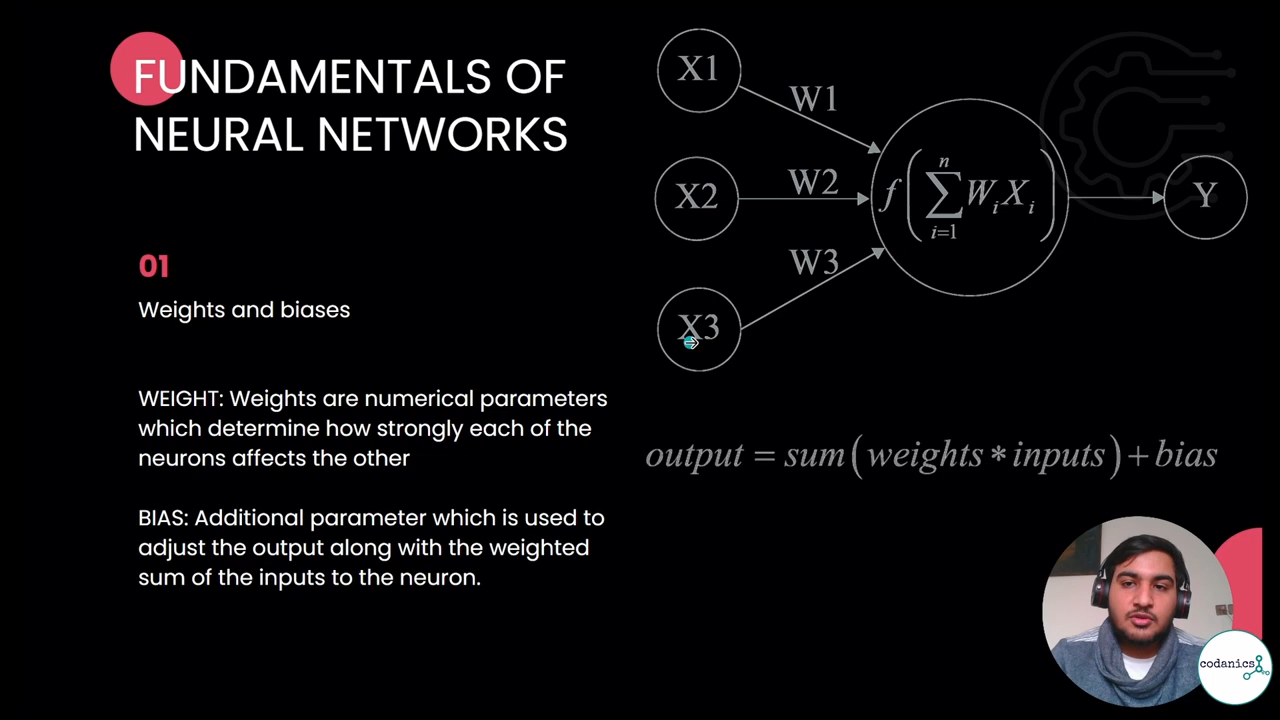 FUNDAMENTALS OF
NEURAL NETWORKS
01
Weights and biases
WEIGHT: Weights are numerical parameters
which determine how strongly each of the
neurons affects the other
BIAS: Additional parameter which is used to
adjust the output along with the weighted
sum of the inputs to the neuron.
X1
W1
X2
W2
X3
W3
f(∑ⁿᵢ₌₁ WᵢXᵢ)
Y
output = sum(weights*inputs)+bias
codanics